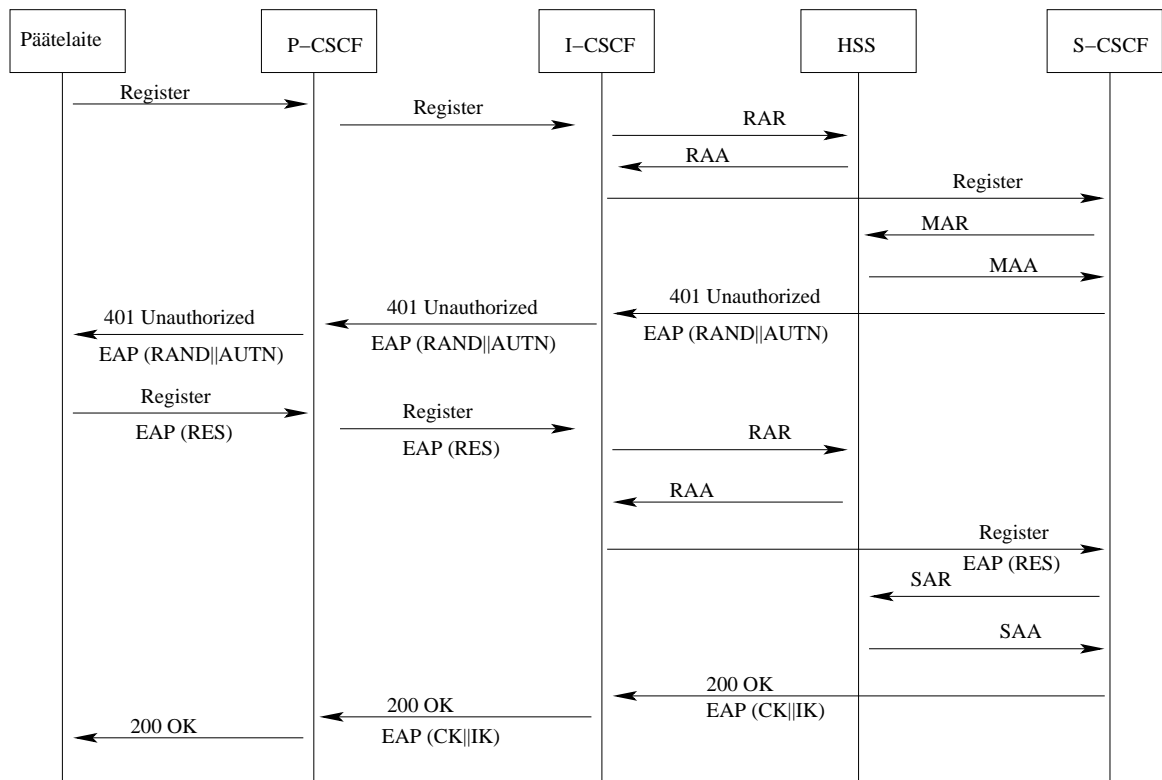 Päätelaite
P-CSCF
I-CSCF
HSS
S-CSCF
Register
Register
RAR
RAA
Register
MAR
MAA
401 Unauthorized
EAP (RAND||AUTN)
401 Unauthorized
EAP (RAND||AUTN)
401 Unauthorized
EAP (RAND||AUTN)
Register
EAP (RES)
Register
EAP (RES)
RAR
RAA
Register
EAP (RES)
SAR
SAA
200 OK
EAP (CK||IK)
200 OK
EAP (CK||IK)
200 OK